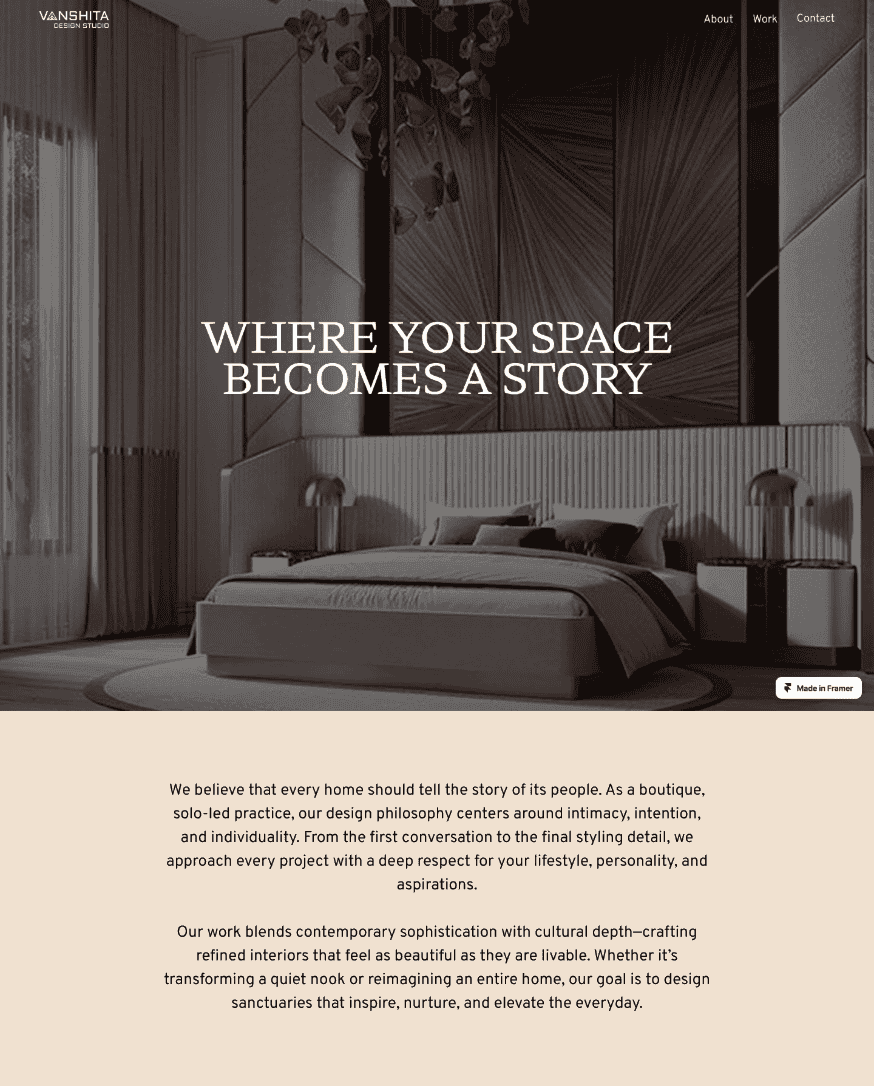 VANSHITA
DESIGN STUDIO
About Work Contact
WHERE YOUR SPACE
BECOMES A STORY
Made in Framer
We believe that every home should tell the story of its people. As a boutique,
solo-led practice, our design philosophy centers around intimacy, intention,
and individuality. From the first conversation to the final styling detail, we
approach every project with a deep respect for your lifestyle, personality, and
aspirations.
Our work blends contemporary sophistication with cultural depth—crafting
refined interiors that feel as beautiful as they are livable. Whether it’s
transforming a quiet nook or reimagining an entire home, our goal is to design
sanctuaries that inspire, nurture, and elevate the everyday.